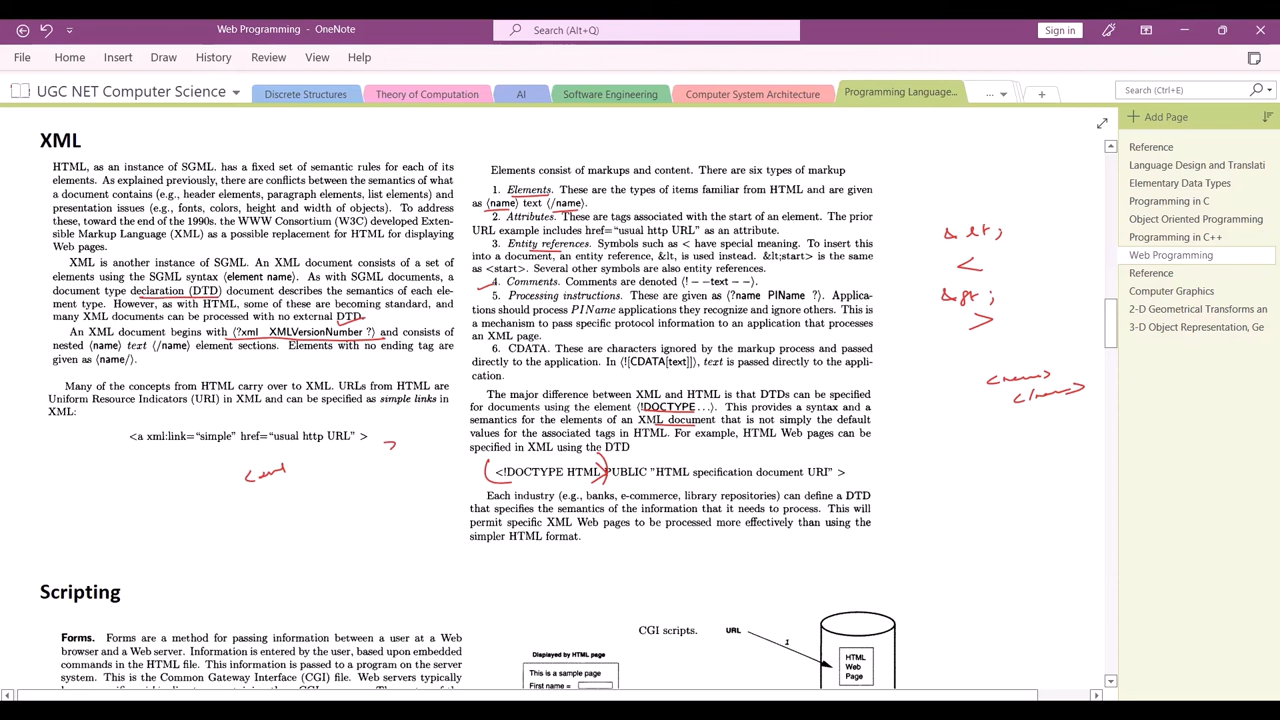 Web Programming - OneNote
Search (Alt+Q)
Sign in
File Home Insert Draw History Review View Help
UGC NET Computer Science
Discrete Structures
Theory of Computation
AI
Software Engineering
Computer System Architecture
Programming Language...
...
Search (Ctrl+E)
XML
HTML, as an instance of SGML. has a fixed set of semantic rules for each of its
elements. As explained previously, there are conflicts between the semantics of what
a document contains (e.g., header elements, paragraph elements, list elements) and
presentation issues (e.g., fonts, colors, height and width of objects). To address
these, toward the end of the 1990s. the WWW Consortium (W3C) developed Exten-
sible Markup Language (XML) as a possible replacement for HTML for displaying
Web pages.
XML is another instance of SGML. An XML document consists of a set of
elements using the SGML syntax ⟨element name⟩. As with SGML documents, a
document type declaration (DTD) document describes the semantics of each ele-
ment type. However, as with HTML, some of these are becoming standard, and
many XML documents can be processed with no external DTD.
An XML document begins with ⟨?xml XMLVersionNumber ?⟩ and consists of
nested ⟨name⟩ text ⟨/name⟩ element sections. Elements with no ending tag are
given as ⟨name/⟩.
Many of the concepts from HTML carry over to XML. URLs from HTML are
Uniform Resource Indicators (URI) in XML and can be specified as simple links in
XML:
<a xml:link="simple" href="usual http URL" >
Elements consist of markups and content. There are six types of markup
1. Elements. These are the types of items familiar from HTML and are given
as ⟨name⟩ text ⟨/name⟩.
2. Attributes. These are tags associated with the start of an element. The prior
URL example includes href="usual http URL" as an attribute.
3. Entity references. Symbols such as < have special meaning. To insert this
into a document, an entity reference, &lt, is used instead. &lt;start> is the same
as <start>. Several other symbols are also entity references.
4. Comments. Comments are denoted ⟨! − −text − −⟩.
5. Processing instructions. These are given as ⟨?name PIName ?⟩. Applica-
tions should process PIName applications they recognize and ignore others. This is
a mechanism to pass specific protocol information to an application that processes
an XML page.
6. CDATA. These are characters ignored by the markup process and passed
directly to the application. In ⟨![CDATA[text]]⟩, text is passed directly to the appli-
cation.
The major difference between XML and HTML is that DTDs can be specified
for documents using the element ⟨!DOCTYPE...⟩. This provides a syntax and a
semantics for the elements of an XML document that is not simply the default
values for the associated tags in HTML. For example, HTML Web pages can be
specified in XML using the DTD
<!DOCTYPE HTML PUBLIC "HTML specification document URI" >
Each industry (e.g., banks, e-commerce, library repositories) can define a DTD
that specifies the semantics of the information that it needs to process. This will
permit specific XML Web pages to be processed more effectively than using the
simpler HTML format.
&lt;
<
&gt;
>
Scripting
Forms. Forms are a method for passing information between a user at a Web
browser and a Web server. Information is entered by the user, based upon embedded
commands in the HTML file. This information is passed to a program on the server
system. This is the Common Gateway Interface (CGI) file. Web servers typically
CGI scripts.
URL
1
HTML
Web
Page
Displayed by HTML page
This is a sample page
First name =
Add Page
Reference
Language Design and Translati
Elementary Data Types
Programming in C
Object Oriented Programming
Programming in C++
Web Programming
Reference
Computer Graphics
2-D Geometrical Transforms an
3-D Object Representation, Ge